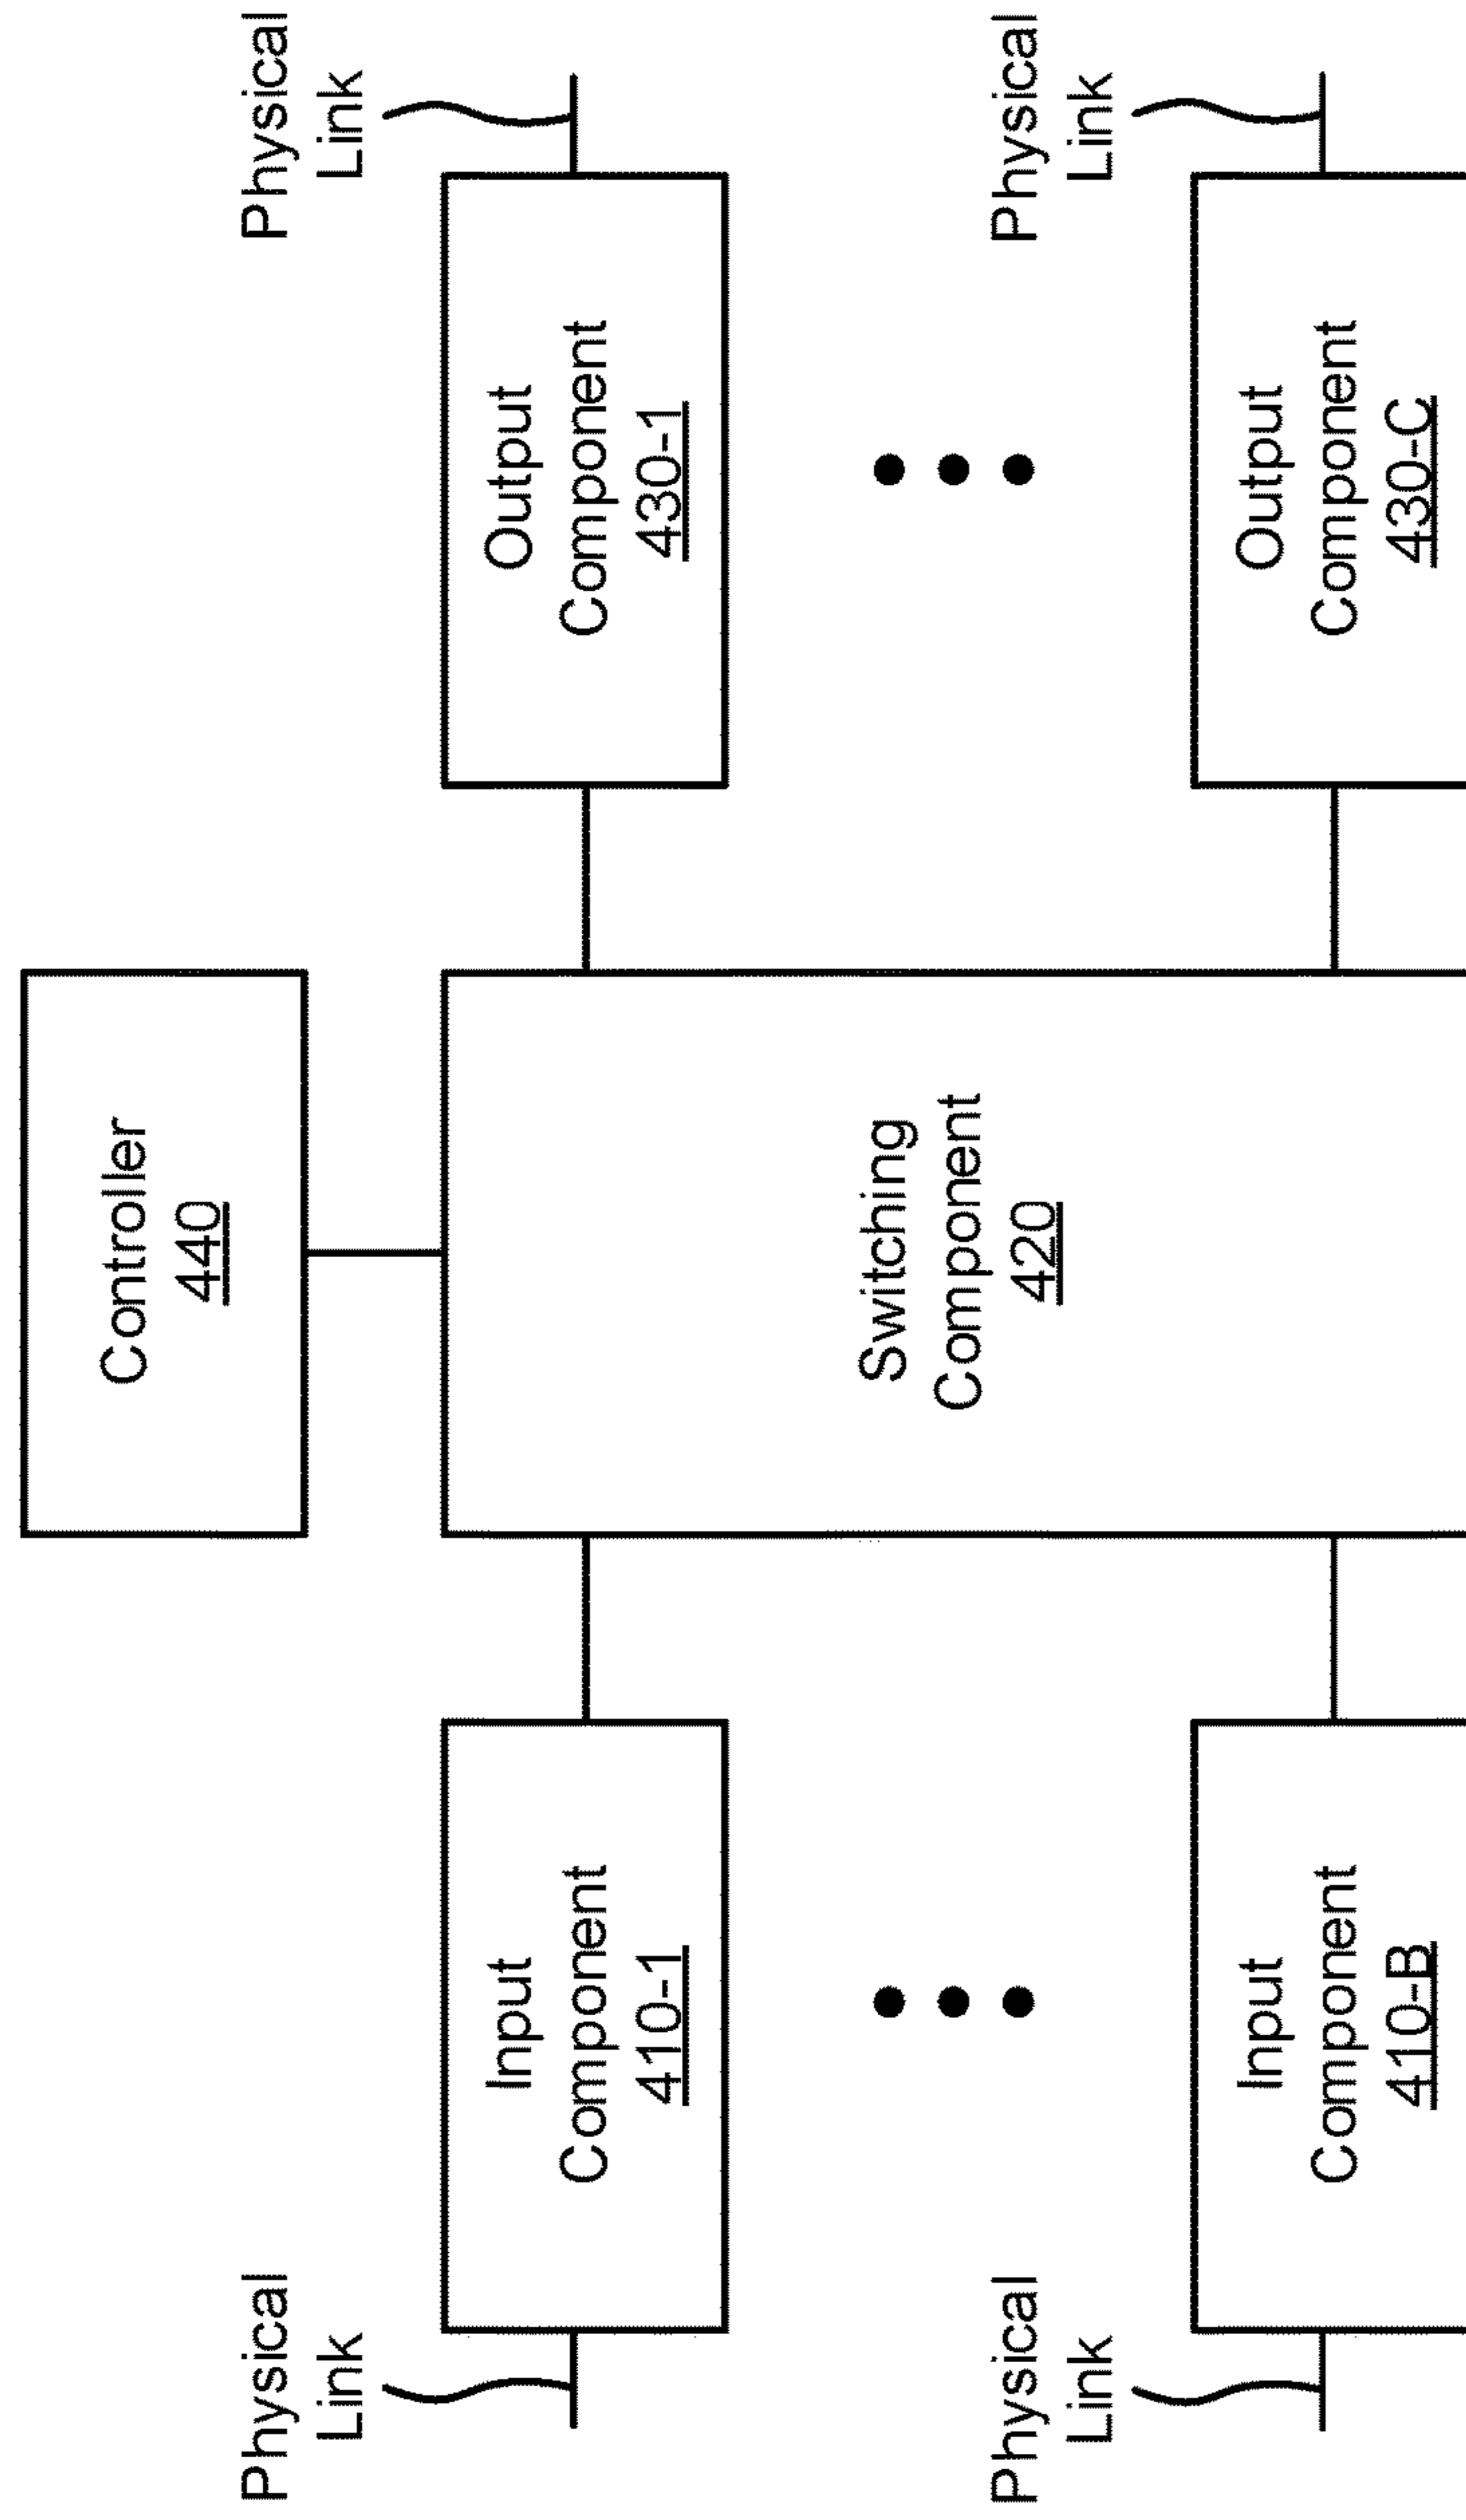 Controller
440
Physical
Link
Physical
Link
Input
Component
410-1
Switching
Component
420
Output
Component
430-1
Physical
Link
Physical
Link
Input
Component
410-B
Output
Component
430-C